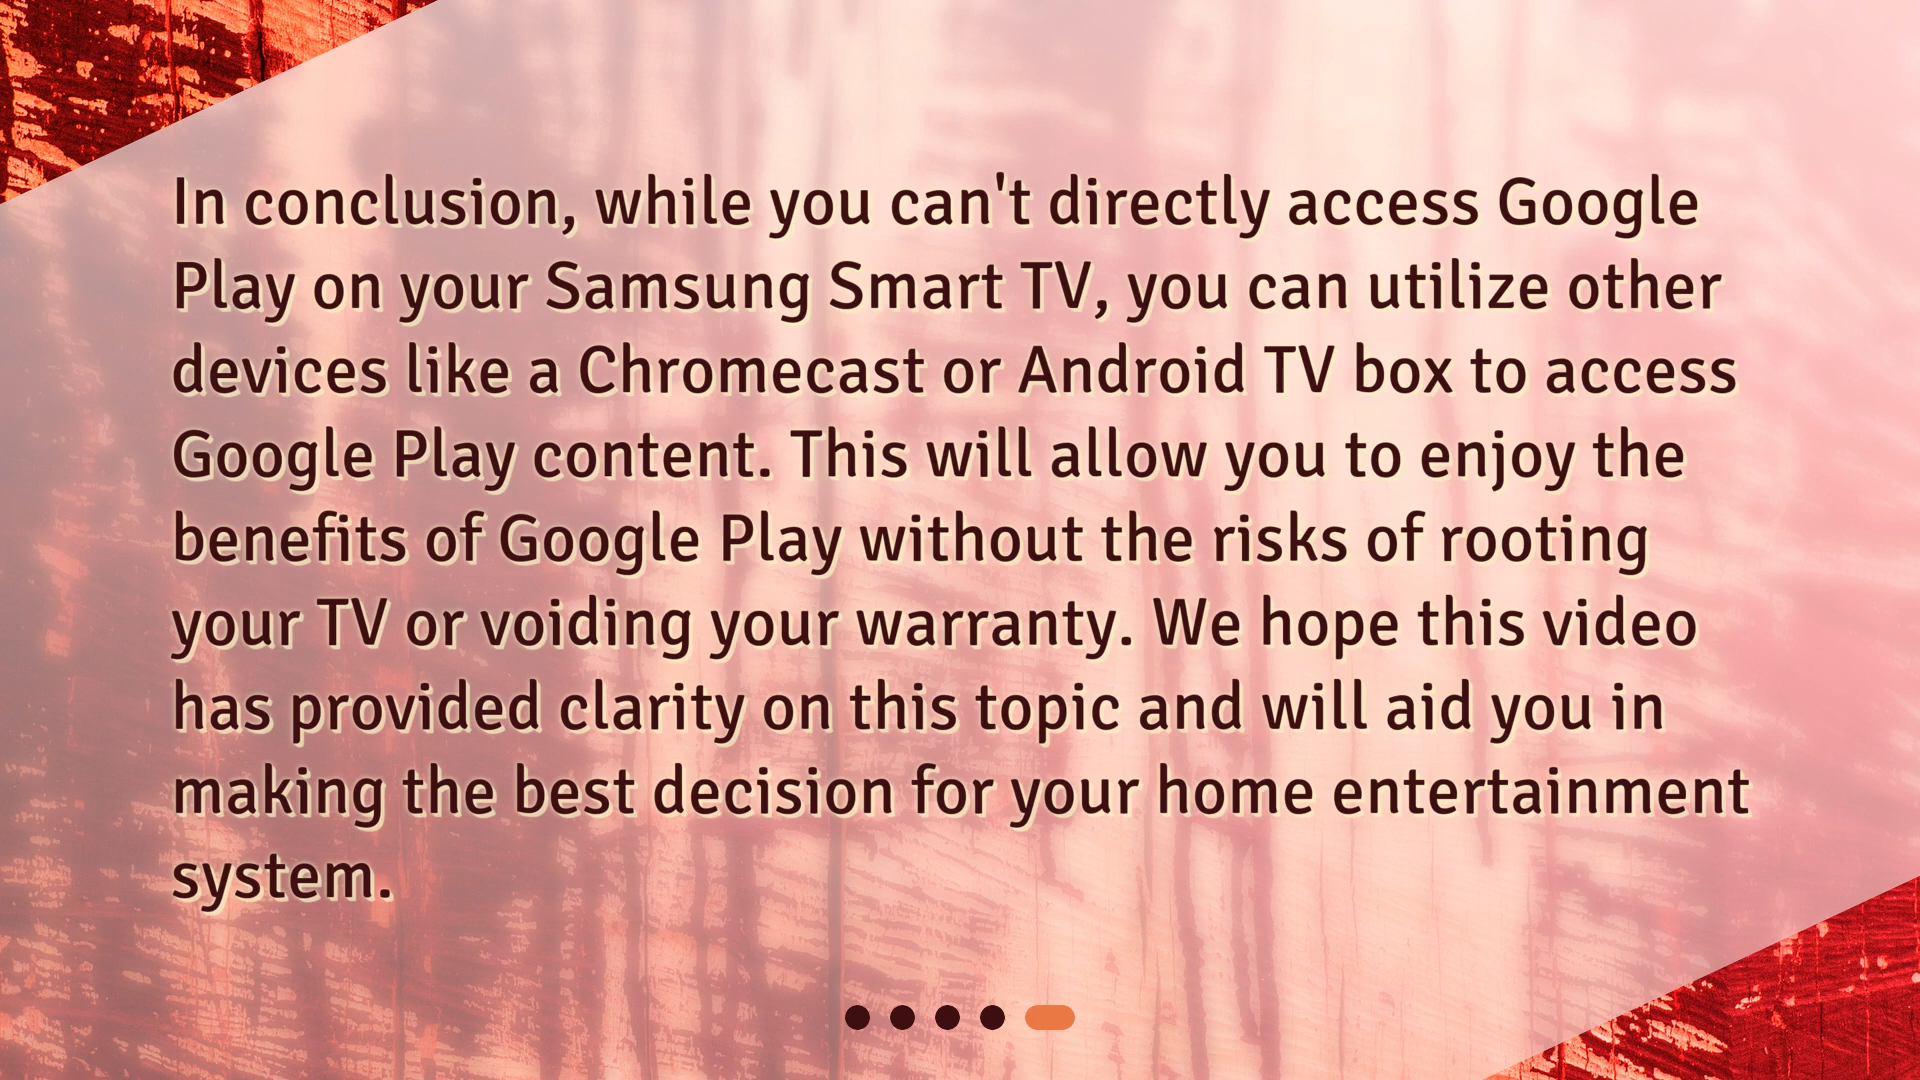 In conclusion, while you can't directly access Google
Play on your Samsung Smart TV, you can utilize other
devices like a Chromecast or Android TV box to access
Google Play content. This will allow you to enjoy the
benefits of Google Play without the risks of rooting
your TV or voiding your warranty. We hope this video
has provided clarity on this topic and will aid you in
making the best decision for your home entertainment
system.